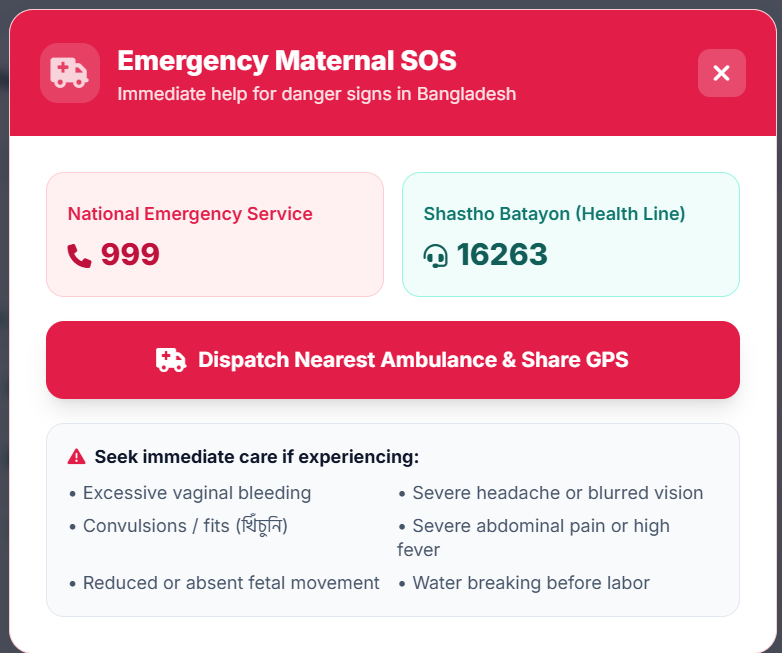 Emergency Maternal SOS
Immediate help for danger signs in Bangladesh
National Emergency Service
999
Shastho Batayon (Health Line)
16263
Dispatch Nearest Ambulance & Share GPS
Seek immediate care if experiencing:
• Excessive vaginal bleeding
• Severe headache or blurred vision
• Convulsions / fits (খিঁচুনি)
• Severe abdominal pain or high
fever
• Reduced or absent fetal movement
• Water breaking before labor